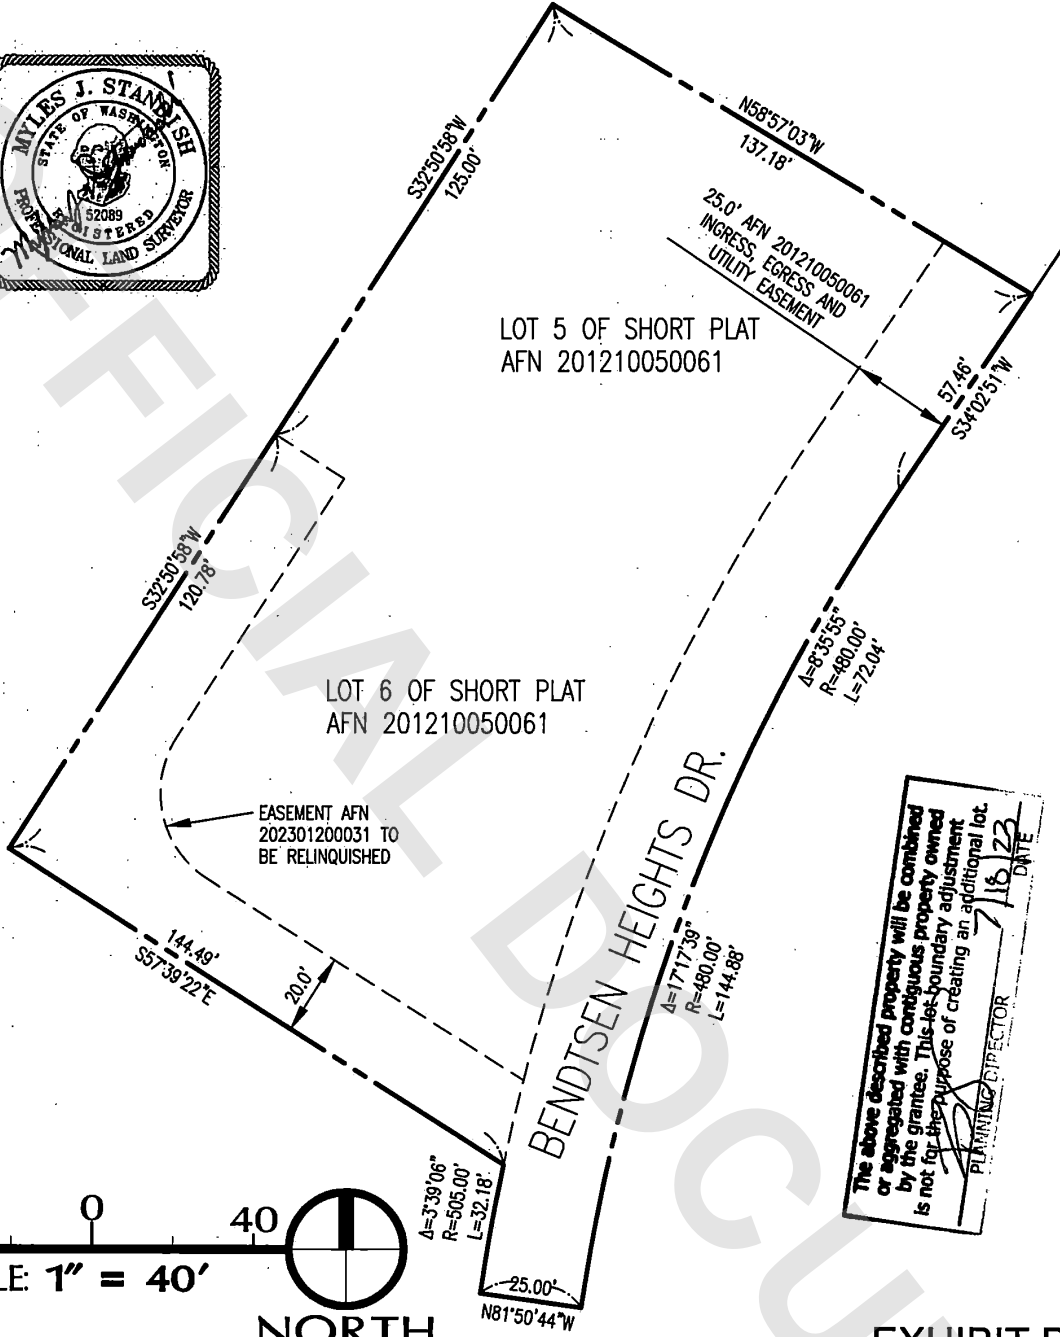 MYLES J. STANDISH
STATE OF WASHINGTON
52089
REGISTERED
PROFESSIONAL LAND SURVEYOR
S32°50'58"W
125.00'
N58°57'03"W
137.18'
25.0' AFN 201210050061
INGRESS, EGRESS AND
UTILITY EASEMENT
LOT 5 OF SHORT PLAT
AFN 201210050061
57.46'
S34°02'51"W
S32°50'58"W
120.78'
Δ=8°35'55"
R=480.00'
L=72.04'
LOT 6 OF SHORT PLAT
AFN 201210050061
EASEMENT AFN
202301200031 TO
BE RELINQUISHED
BENDTSEN HEIGHTS DR.
144.49'
S57°39'22"E
20.0'
Δ=17°17'39"
R=480.00'
L=144.88'
The above described property will be combined
or aggregated with contiguous property owned
by the grantee. This lot boundary adjustment
is not for the purpose of creating an additional lot.
7/18/23
PLANNING DIRECTOR DATE
Δ=3°39'06"
R=505.00'
L=32.18'
0 40
LE: 1" = 40'
NORTH
25.00'
N81°50'44"W
FFICIAL DOCU
EXHIBIT